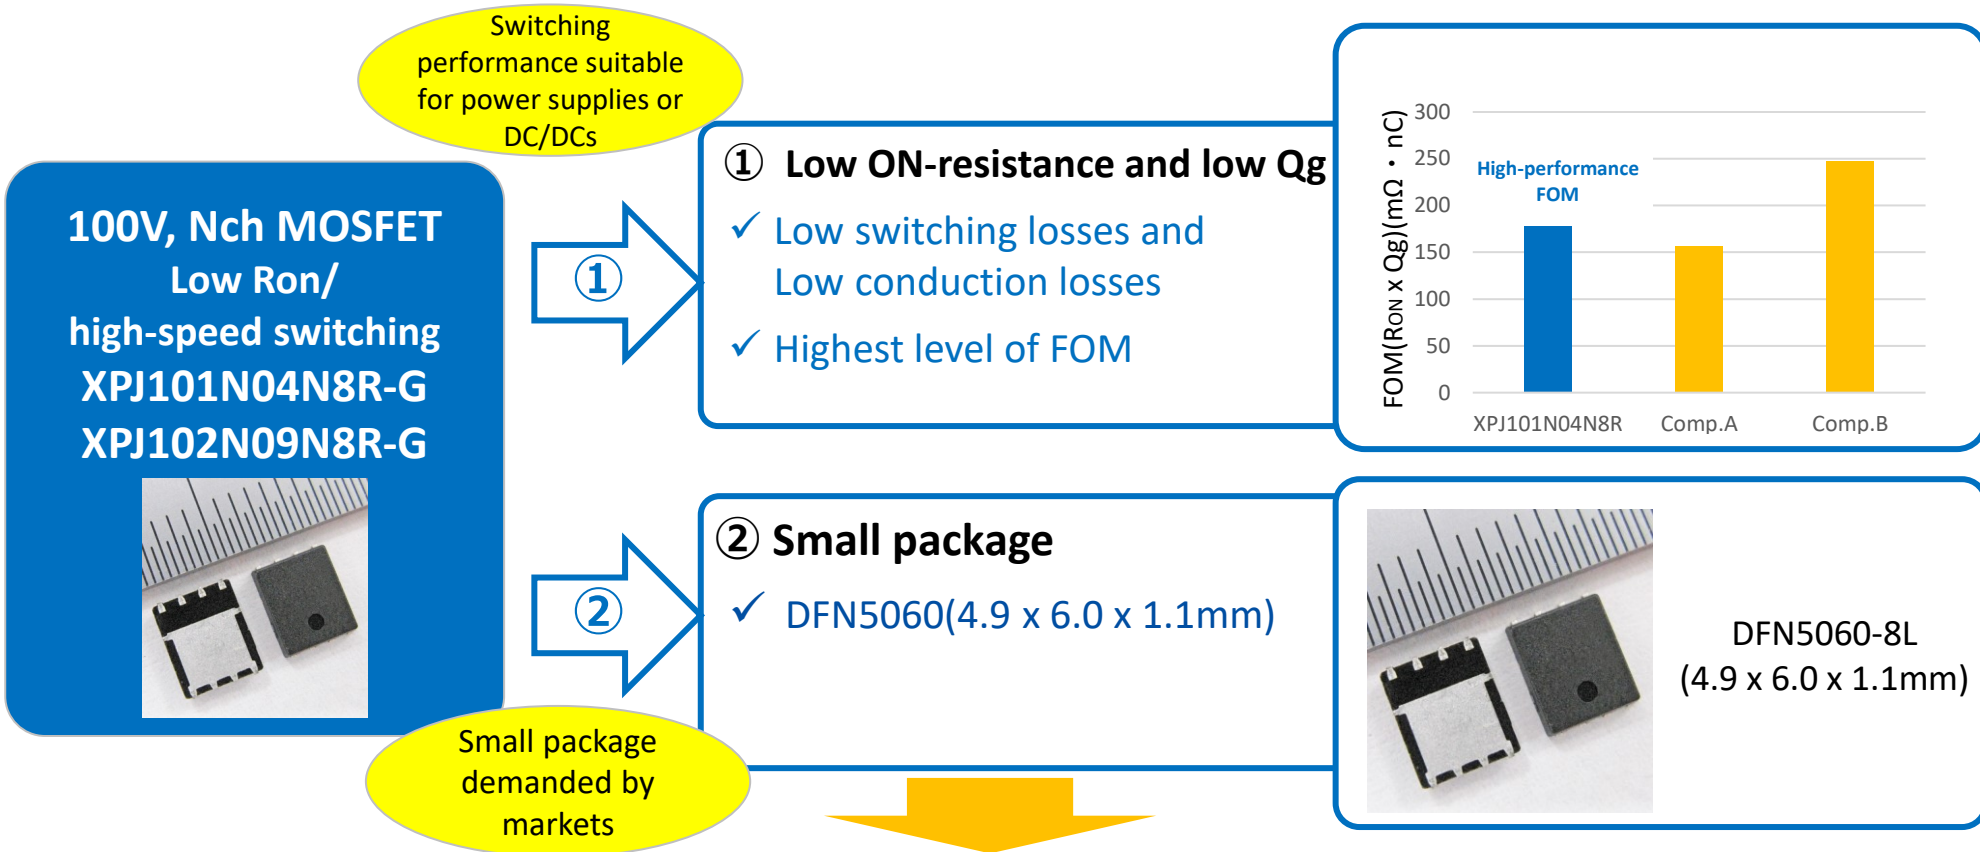 Switching
performance suitable
for power supplies or
DC/DCs
100V, Nch MOSFET
Low Ron/
high-speed switching
XPJ101N04N8R-G
XPJ102N09N8R-G
①
① Low ON-resistance and low Qg
✓ Low switching losses and
Low conduction losses
✓ Highest level of FOM
FOM(RON x Qg)(mΩ・nC)
300
250
200
150
100
50
0
High-performance
FOM
XPJ101N04N8R
Comp.A
Comp.B
②
② Small package
✓ DFN5060(4.9 x 6.0 x 1.1mm)
DFN5060-8L
(4.9 x 6.0 x 1.1mm)
Small package
demanded by
markets